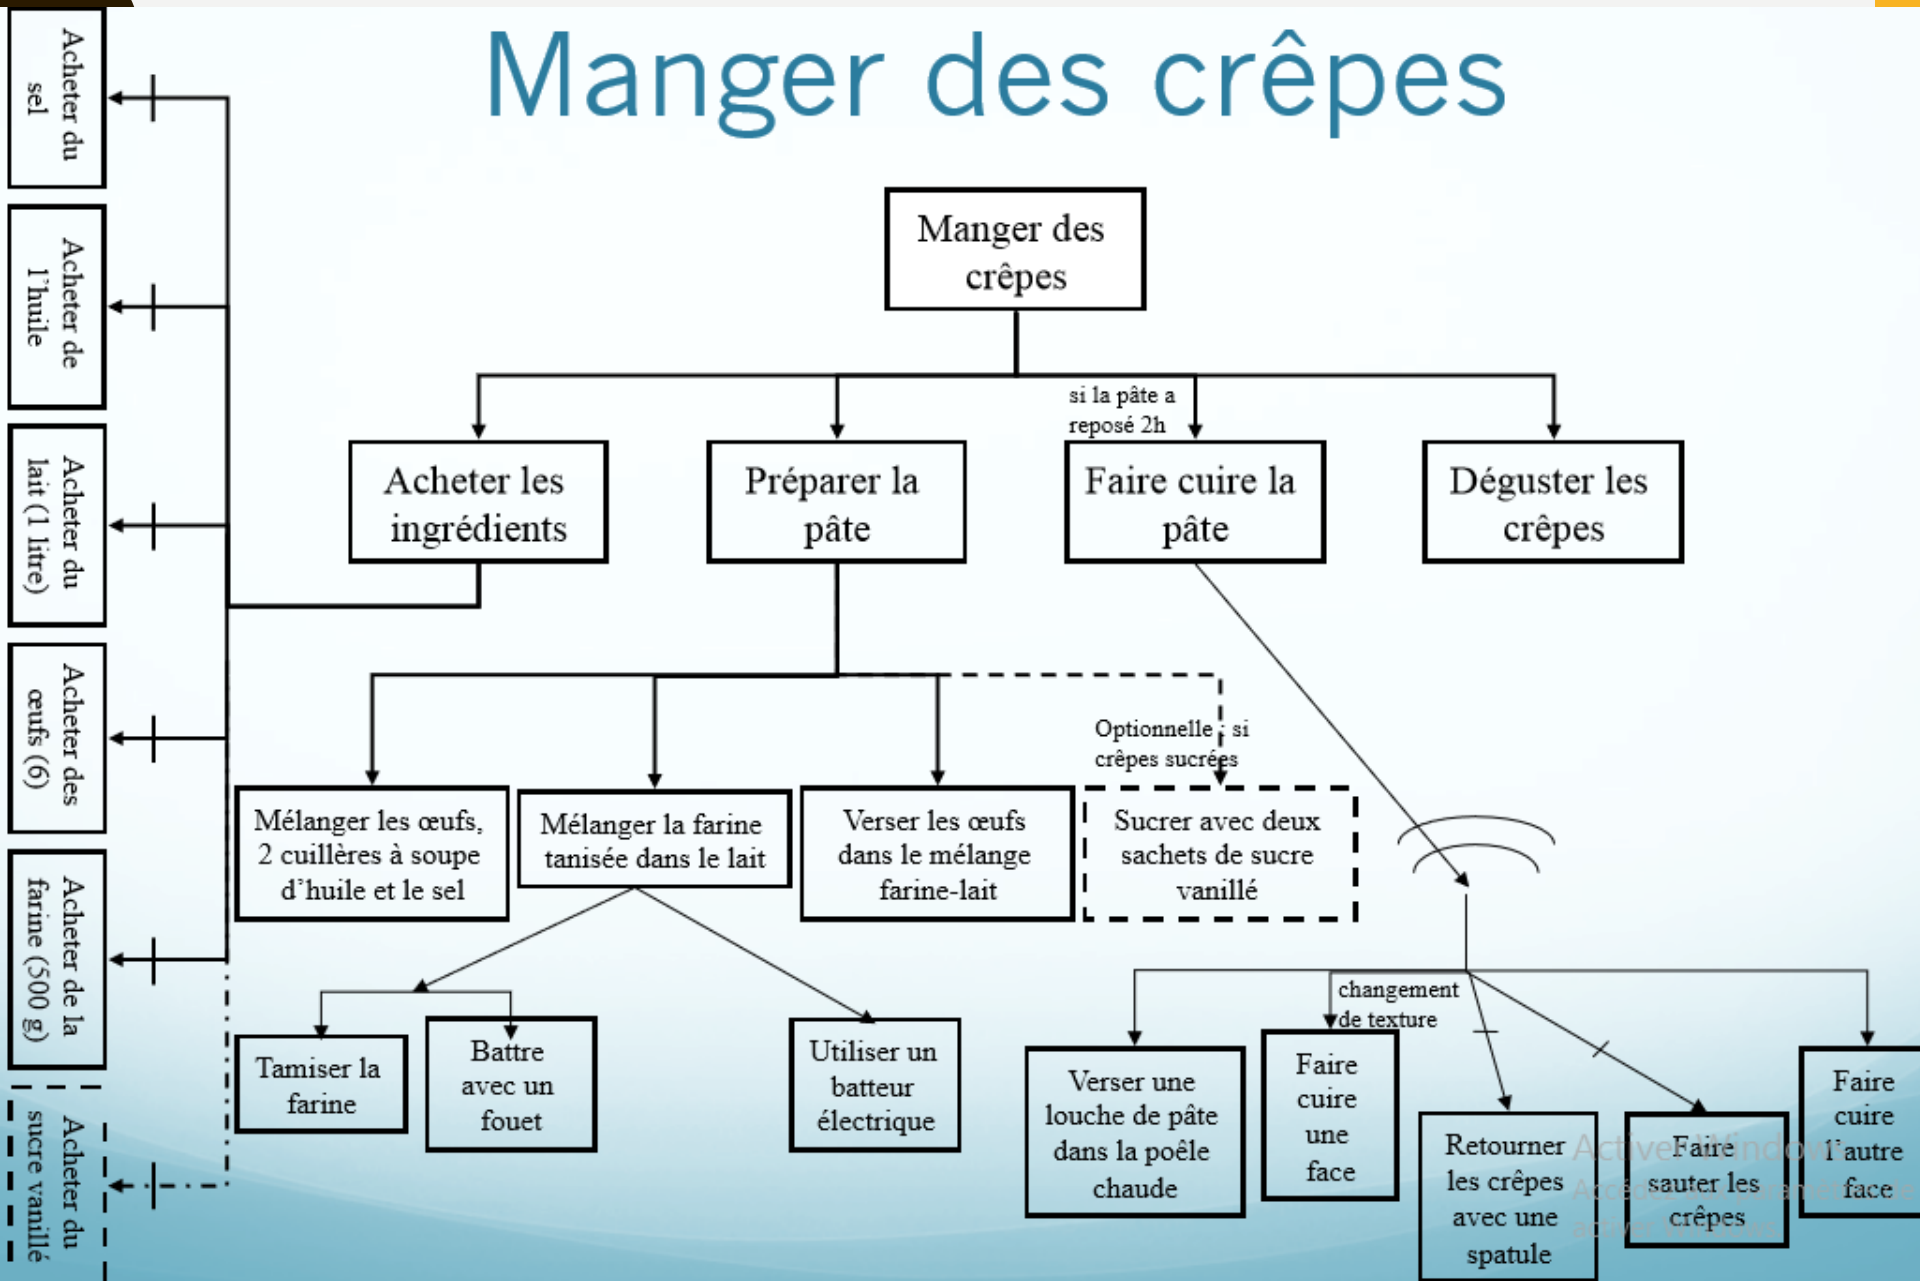 Manger des crêpes
Manger des
crêpes
si la pâte a
reposé 2h
Acheter les
ingrédients
Préparer la
pâte
Faire cuire la
pâte
Déguster les
crêpes
Acheter du
sel
Acheter de
l'huile
Acheter du
lait (1 litre)
Acheter des
œufs (6)
Acheter de la
farine (500 g)
Acheter du
sucre vanillé
Optionnelle : si
crêpes sucrées
Mélanger les œufs,
2 cuillères à soupe
d'huile et le sel
Mélanger la farine
tanisée dans le lait
Verser les œufs
dans le mélange
farine-lait
Sucrer avec deux
sachets de sucre
vanillé
Tamiser la
farine
Battre
avec un
fouet
Utiliser un
batteur
électrique
changement
de texture
Verser une
louche de pâte
dans la poêle
chaude
Faire
cuire
une
face
Retourner
les crêpes
avec une
spatule
Faire
sauter les
crêpes
Faire
cuire
l'autre
face
Activer Windows